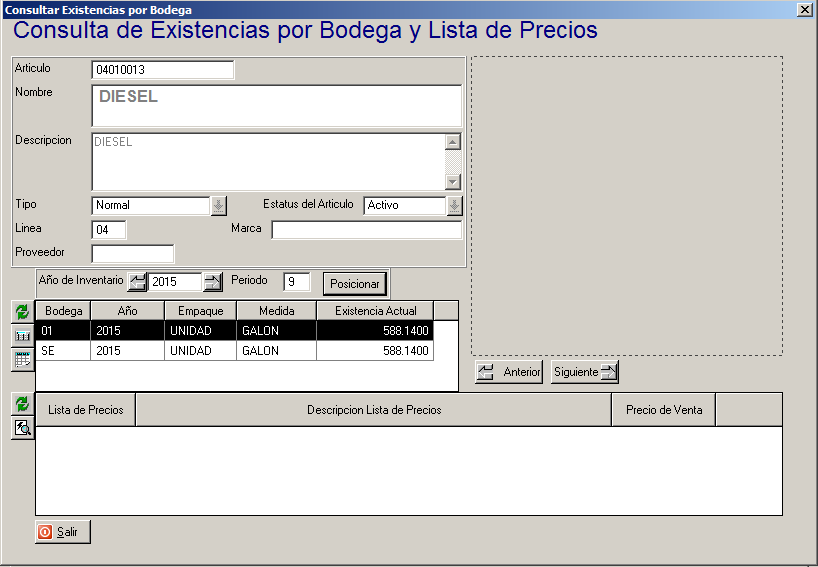 Consultar Existencias por Bodega
Consulta de Existencias por Bodega y Lista de Precios
Articulo 04010013
Nombre DIESEL
Descripcion DIESEL
Tipo Normal Estatus del Articulo Activo
Linea 04 Marca
Proveedor
Año de Inventario 2015 Periodo 9 Posicionar
Bodega Año Empaque Medida Existencia Actual
01 2015 UNIDAD GALON 588.1400
SE 2015 UNIDAD GALON 588.1400
Anterior Siguiente
Lista de Precios Descripcion Lista de Precios Precio de Venta
Salir